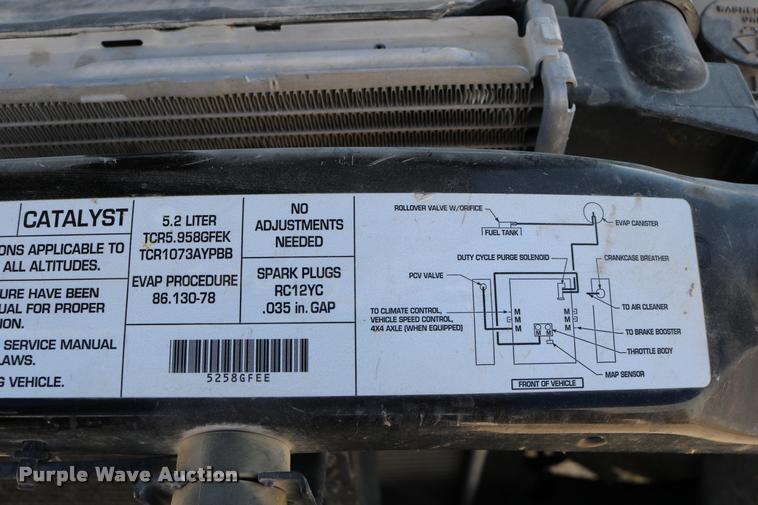 CATALYST
IONS APPLICABLE TO
ALL ALTITUDES.
URE HAVE BEEN
UAL FOR PROPER
ION.
SERVICE MANUAL
LAWS.
G VEHICLE.
5.2 LITER
TCR5.958GFEK
TCR1073AYPBB
EVAP PROCEDURE
86.130-78
NO
ADJUSTMENTS
NEEDED
SPARK PLUGS
RC12YC
.035 in. GAP
5258GFEE
ROLLOVER VALVE W/ORIFICE
FUEL TANK
EVAP CANISTER
DUTY CYCLE PURGE SOLENOID
CRANKCASE BREATHER
PCV VALVE
TO CLIMATE CONTROL,
VEHICLE SPEED CONTROL,
4X4 AXLE (WHEN EQUIPPED)
M
M
M
M
M
M
M
M
TO AIR CLEANER
TO BRAKE BOOSTER
THROTTLE BODY
MAP SENSOR
FRONT OF VEHICLE
Purple Wave Auction